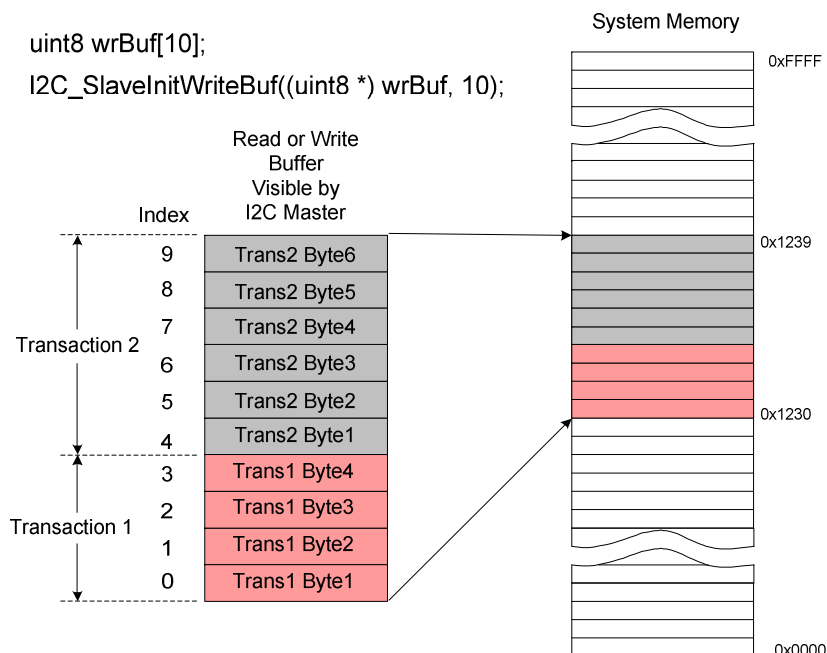 System Memory
uint8 wrBuf[10];
I2C_SlaveInitWriteBuf((uint8 *) wrBuf, 10);
0xFFFF
Read or Write
Buffer
Visible by
I2C Master
Index
9 Trans2 Byte6
0x1239
8 Trans2 Byte5
7 Trans2 Byte4
Transaction 2
6 Trans2 Byte3
5 Trans2 Byte2
0x1230
4 Trans2 Byte1
3 Trans1 Byte4
2 Trans1 Byte3
Transaction 1
1 Trans1 Byte2
0 Trans1 Byte1
0x0000